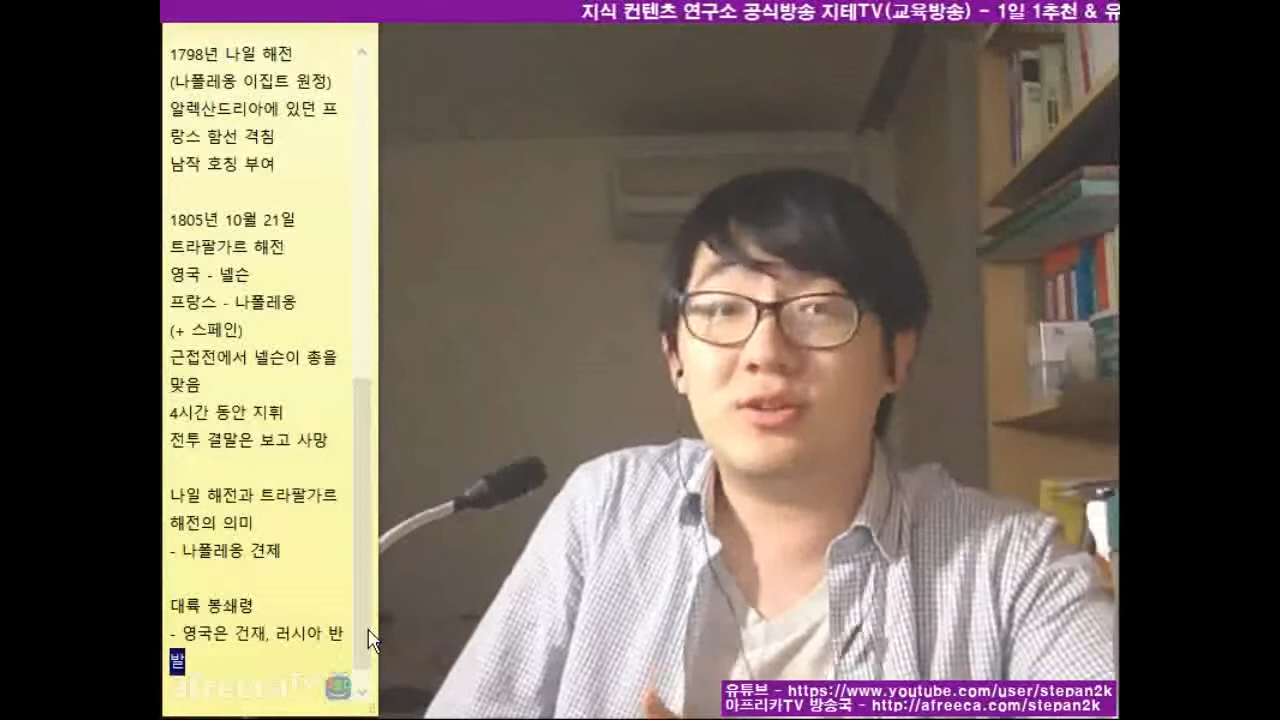 지식 컨텐츠 연구소 공식방송 지테TV(교육방송) - 1일 1추천 & 유
1798년 나일 해전
(나폴레옹 이집트 원정)
알렉산드리아에 있던 프
랑스 함선 격침
남작 호칭 부여
1805년 10월 21일
트라팔가르 해전
영국 - 넬슨
프랑스 - 나폴레옹
(+ 스페인)
근접전에서 넬슨이 총을
맞음
4시간 동안 지휘
전투 결말은 보고 사망
나일 해전과 트라팔가르
해전의 의미
- 나폴레옹 견제
대륙 봉쇄령
- 영국은 건재, 러시아 반
발
afreecaTV
유튜브 - https://www.youtube.com/user/stepan2k
아프리카TV 방송국 - http://afreeca.com/stepan2k